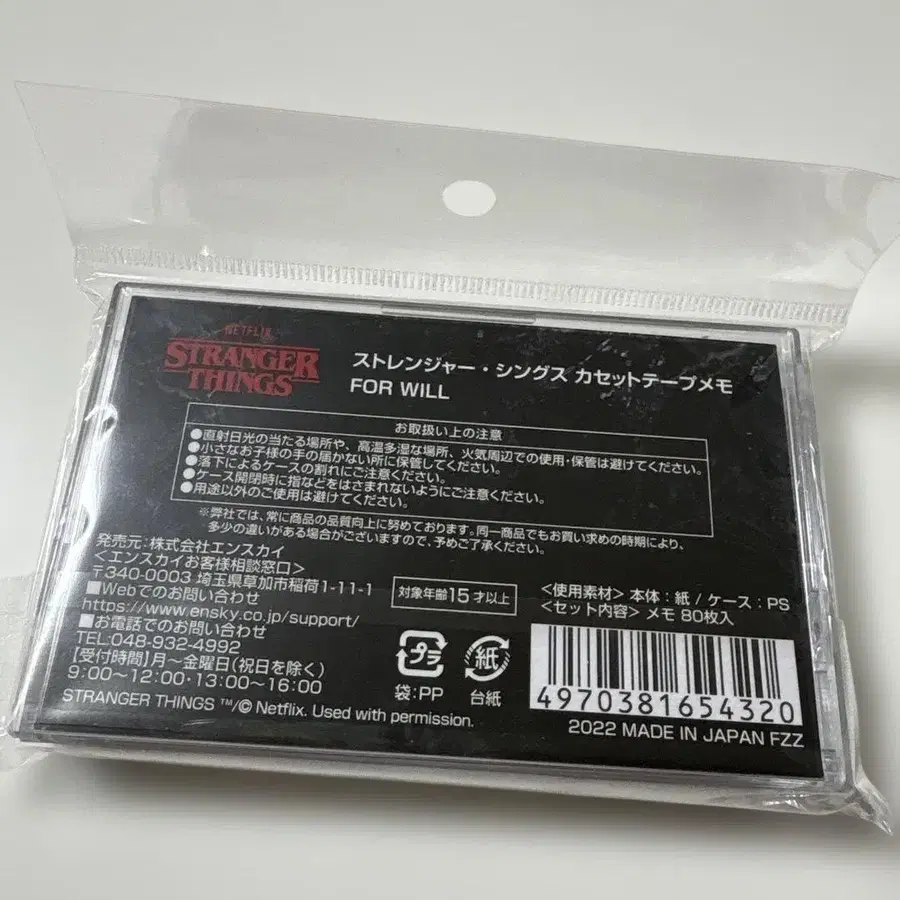 NETFLIX
STRANGER
THINGS
ストレンジャー・シングス カセットテープメモ
FOR WILL
お取扱い上の注意
●直射日光の当たる場所や、高温多湿な場所、火気周辺での使用・保管は避けてください。
●小さなお子様の手の届かない所に保管してください。
●落下によるケースの割れにご注意ください。
●ケース開閉時に指などをはさまれないようにご注意ください。
●用途以外のご使用は避けてください。
※弊社では、常に商品の品質向上に努めております。同一商品でもお買い求めの時期により、
多少の違いがある場合がございますので、予めご了承ください。
発売元:株式会社エンスカイ
<エンスカイお客様相談窓口>
〒340-0003 埼玉県草加市稲荷1-11-1
■Webでのお問い合わせ
https://www.ensky.co.jp/support/
■お電話でのお問い合わせ
TEL:048-932-4992
【受付時間】月～金曜日(祝日を除く)
9:00～12:00・13:00～16:00
STRANGER THINGS ™/© Netflix. Used with permission.
対象年齢15才以上
プラ
袋:PP
紙
台紙
<使用素材> 本体:紙 / ケース:PS
<セット内容> メモ 80枚入
4970381654320
2022 MADE IN JAPAN FZZ